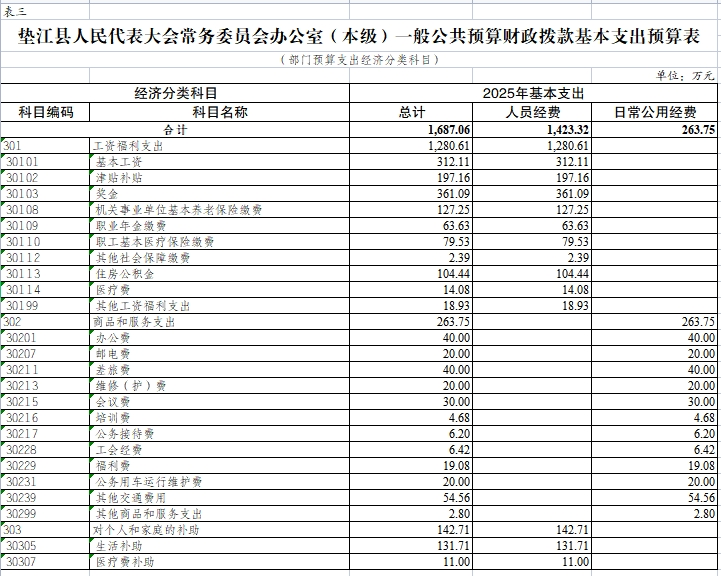 表三
垫江县人民代表大会常务委员会办公室（本级）一般公共预算财政拨款基本支出预算表
（部门预算支出经济分类科目）
单位：万元
经济分类科目 2025年基本支出
科目编码 科目名称 总计 人员经费 日常公用经费
合计 1,687.06 1,423.32 263.75
301 工资福利支出 1,280.61 1,280.61
30101 基本工资 312.11 312.11
30102 津贴补贴 197.16 197.16
30103 奖金 361.09 361.09
30108 机关事业单位基本养老保险缴费 127.25 127.25
30109 职业年金缴费 63.63 63.63
30110 职工基本医疗保险缴费 79.53 79.53
30112 其他社会保障缴费 2.39 2.39
30113 住房公积金 104.44 104.44
30114 医疗费 14.08 14.08
30199 其他工资福利支出 18.93 18.93
302 商品和服务支出 263.75 263.75
30201 办公费 40.00 40.00
30207 邮电费 20.00 20.00
30211 差旅费 40.00 40.00
30213 维修（护）费 20.00 20.00
30215 会议费 30.00 30.00
30216 培训费 4.68 4.68
30217 公务接待费 6.20 6.20
30228 工会经费 6.42 6.42
30229 福利费 19.08 19.08
30231 公务用车运行维护费 20.00 20.00
30239 其他交通费用 54.56 54.56
30299 其他商品和服务支出 2.80 2.80
303 对个人和家庭的补助 142.71 142.71
30305 生活补助 131.71 131.71
30307 医疗费补助 11.00 11.00